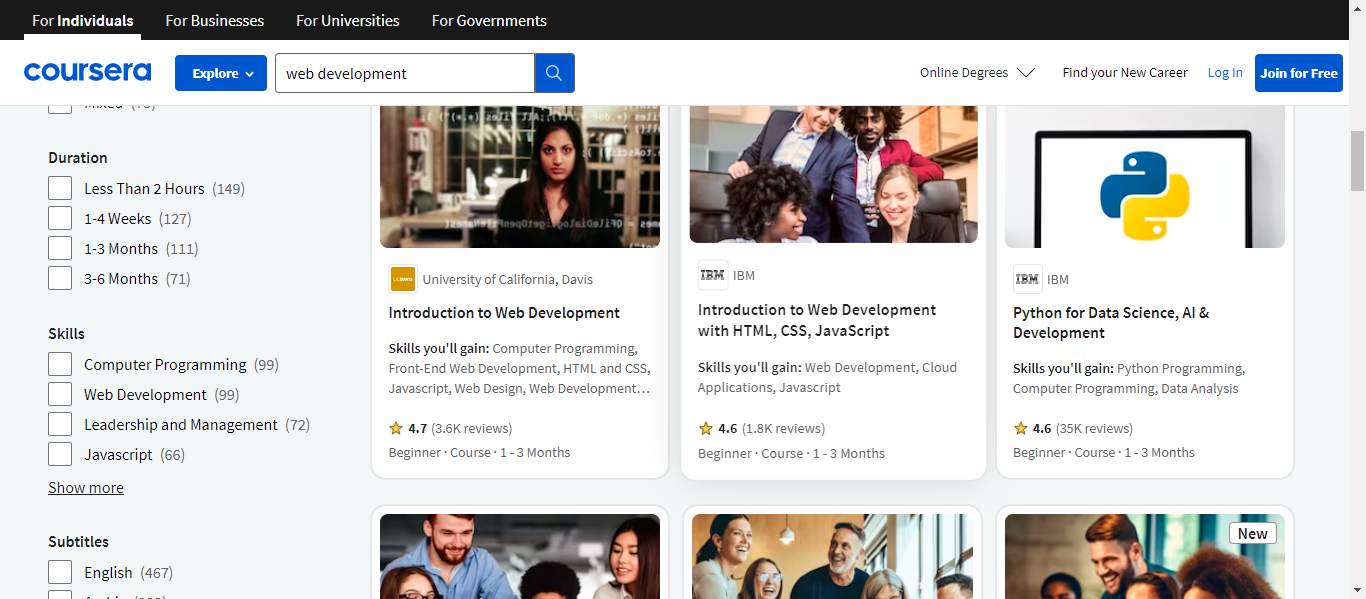 For Individuals
For Businesses
For Universities
For Governments
coursera
Explore
web development
Online Degrees
Find your New Career
Log In
Join for Free
Duration
Less Than 2 Hours (149)
1-4 Weeks (127)
1-3 Months (111)
3-6 Months (71)
Skills
Computer Programming (99)
Web Development (99)
Leadership and Management (72)
Javascript (66)
Show more
Subtitles
English (467)
University of California, Davis
Introduction to Web Development
Skills you'll gain: Computer Programming,
Front-End Web Development, HTML and CSS,
Javascript, Web Design, Web Development…
4.7 (3.6K reviews)
Beginner · Course · 1 - 3 Months
IBM
IBM
Introduction to Web Development
with HTML, CSS, JavaScript
Skills you'll gain: Web Development, Cloud
Applications, Javascript
4.6 (1.8K reviews)
Beginner · Course · 1 - 3 Months
IBM
IBM
Python for Data Science, AI &
Development
Skills you'll gain: Python Programming,
Computer Programming, Data Analysis
4.6 (35K reviews)
Beginner · Course · 1 - 3 Months
New